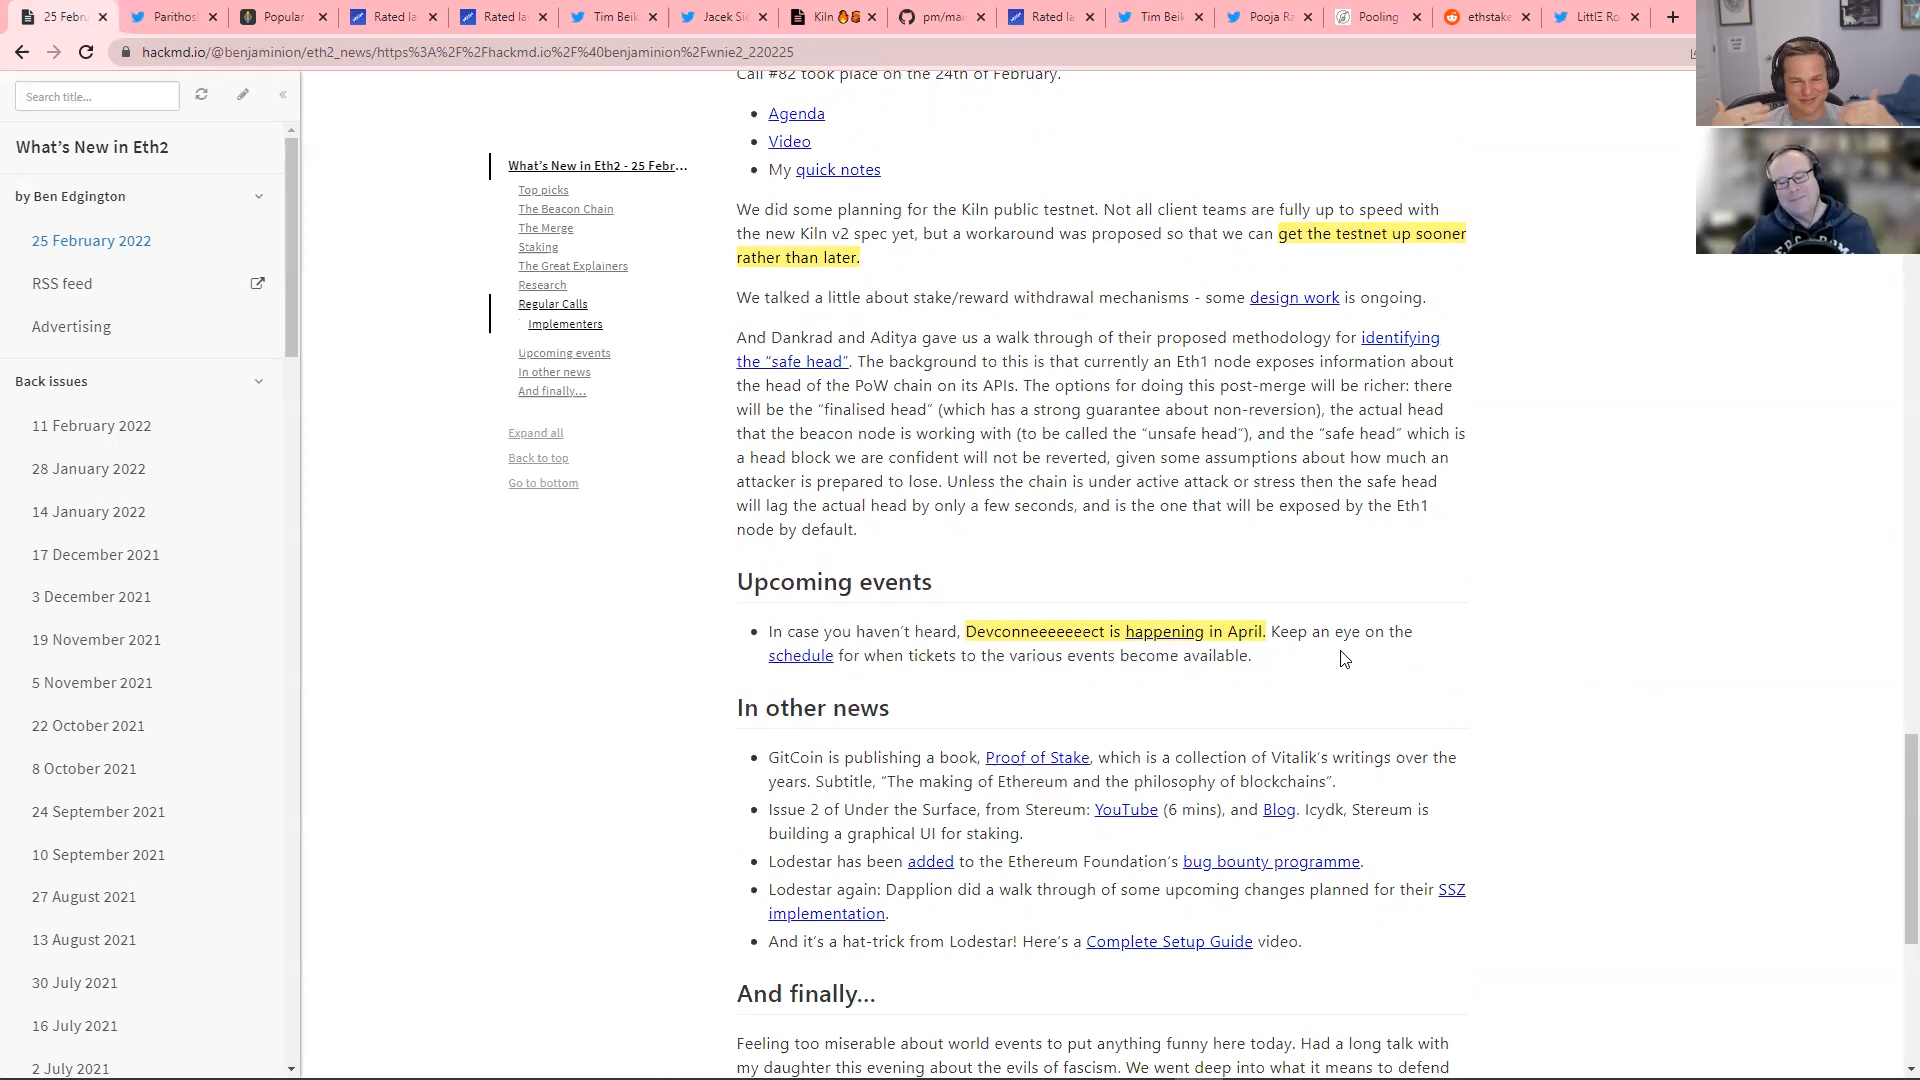 25 Febru
Parithosh
Popular
Rated la
Rated la
Tim Beik
Jacek Sie
Kiln
pm/mar
Rated la
Tim Beik
Pooja Ra
Pooling
ethstake
LittlΞ Ro
hackmd.io/@benjaminion/eth2_news/https%3A%2F%2Fhackmd.io%2F%40benjaminion%2Fwnie2_220225
Search title...
What's New in Eth2
by Ben Edgington
25 February 2022
RSS feed
Advertising
Back issues
11 February 2022
28 January 2022
14 January 2022
17 December 2021
3 December 2021
19 November 2021
5 November 2021
22 October 2021
8 October 2021
24 September 2021
10 September 2021
27 August 2021
13 August 2021
30 July 2021
16 July 2021
2 July 2021
What's New in Eth2 - 25 Febr...
Top picks
The Beacon Chain
The Merge
Staking
The Great Explainers
Research
Regular Calls
Implementers
Upcoming events
In other news
And finally...
Expand all
Back to top
Go to bottom
Call #82 took place on the 24th of February.
• Agenda
• Video
• My quick notes
We did some planning for the Kiln public testnet. Not all client teams are fully up to speed with
the new Kiln v2 spec yet, but a workaround was proposed so that we can get the testnet up sooner
rather than later.
We talked a little about stake/reward withdrawal mechanisms - some design work is ongoing.
And Dankrad and Aditya gave us a walk through of their proposed methodology for identifying
the “safe head”. The background to this is that currently an Eth1 node exposes information about
the head of the PoW chain on its APIs. The options for doing this post-merge will be richer: there
will be the “finalised head” (which has a strong guarantee about non-reversion), the actual head
that the beacon node is working with (to be called the “unsafe head”), and the “safe head” which is
a head block we are confident will not be reverted, given some assumptions about how much an
attacker is prepared to lose. Unless the chain is under active attack or stress then the safe head
will lag the actual head by only a few seconds, and is the one that will be exposed by the Eth1
node by default.
Upcoming events
• In case you haven't heard, Devconneeeeeeect is happening in April. Keep an eye on the
schedule for when tickets to the various events become available.
In other news
• GitCoin is publishing a book, Proof of Stake, which is a collection of Vitalik's writings over the
years. Subtitle, “The making of Ethereum and the philosophy of blockchains”.
• Issue 2 of Under the Surface, from Stereum: YouTube (6 mins), and Blog. Icydk, Stereum is
building a graphical UI for staking.
• Lodestar has been added to the Ethereum Foundation's bug bounty programme.
• Lodestar again: Dapplion did a walk through of some upcoming changes planned for their SSZ
implementation.
• And it's a hat-trick from Lodestar! Here's a Complete Setup Guide video.
And finally...
Feeling too miserable about world events to put anything funny here today. Had a long talk with
my daughter this evening about the evils of fascism. We went deep into what it means to defend